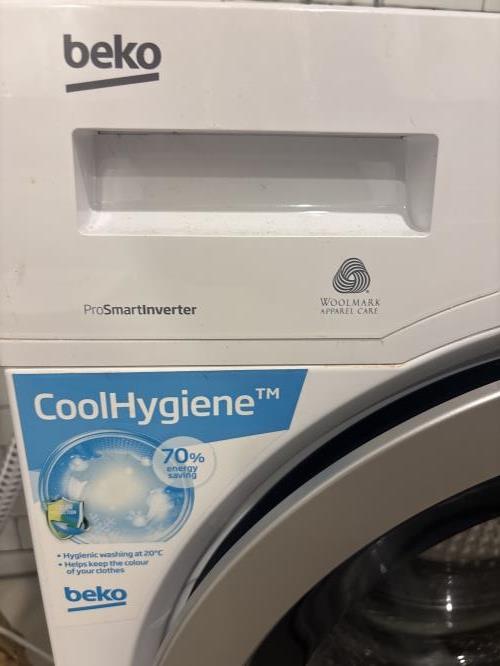 beko
ProSmartInverter
WOOLMARK
APPAREL CARE
CoolHygiene™
70%
energy
saving
• Hygienic washing at 20°C
• Helps keep the colour
of your clothes
beko